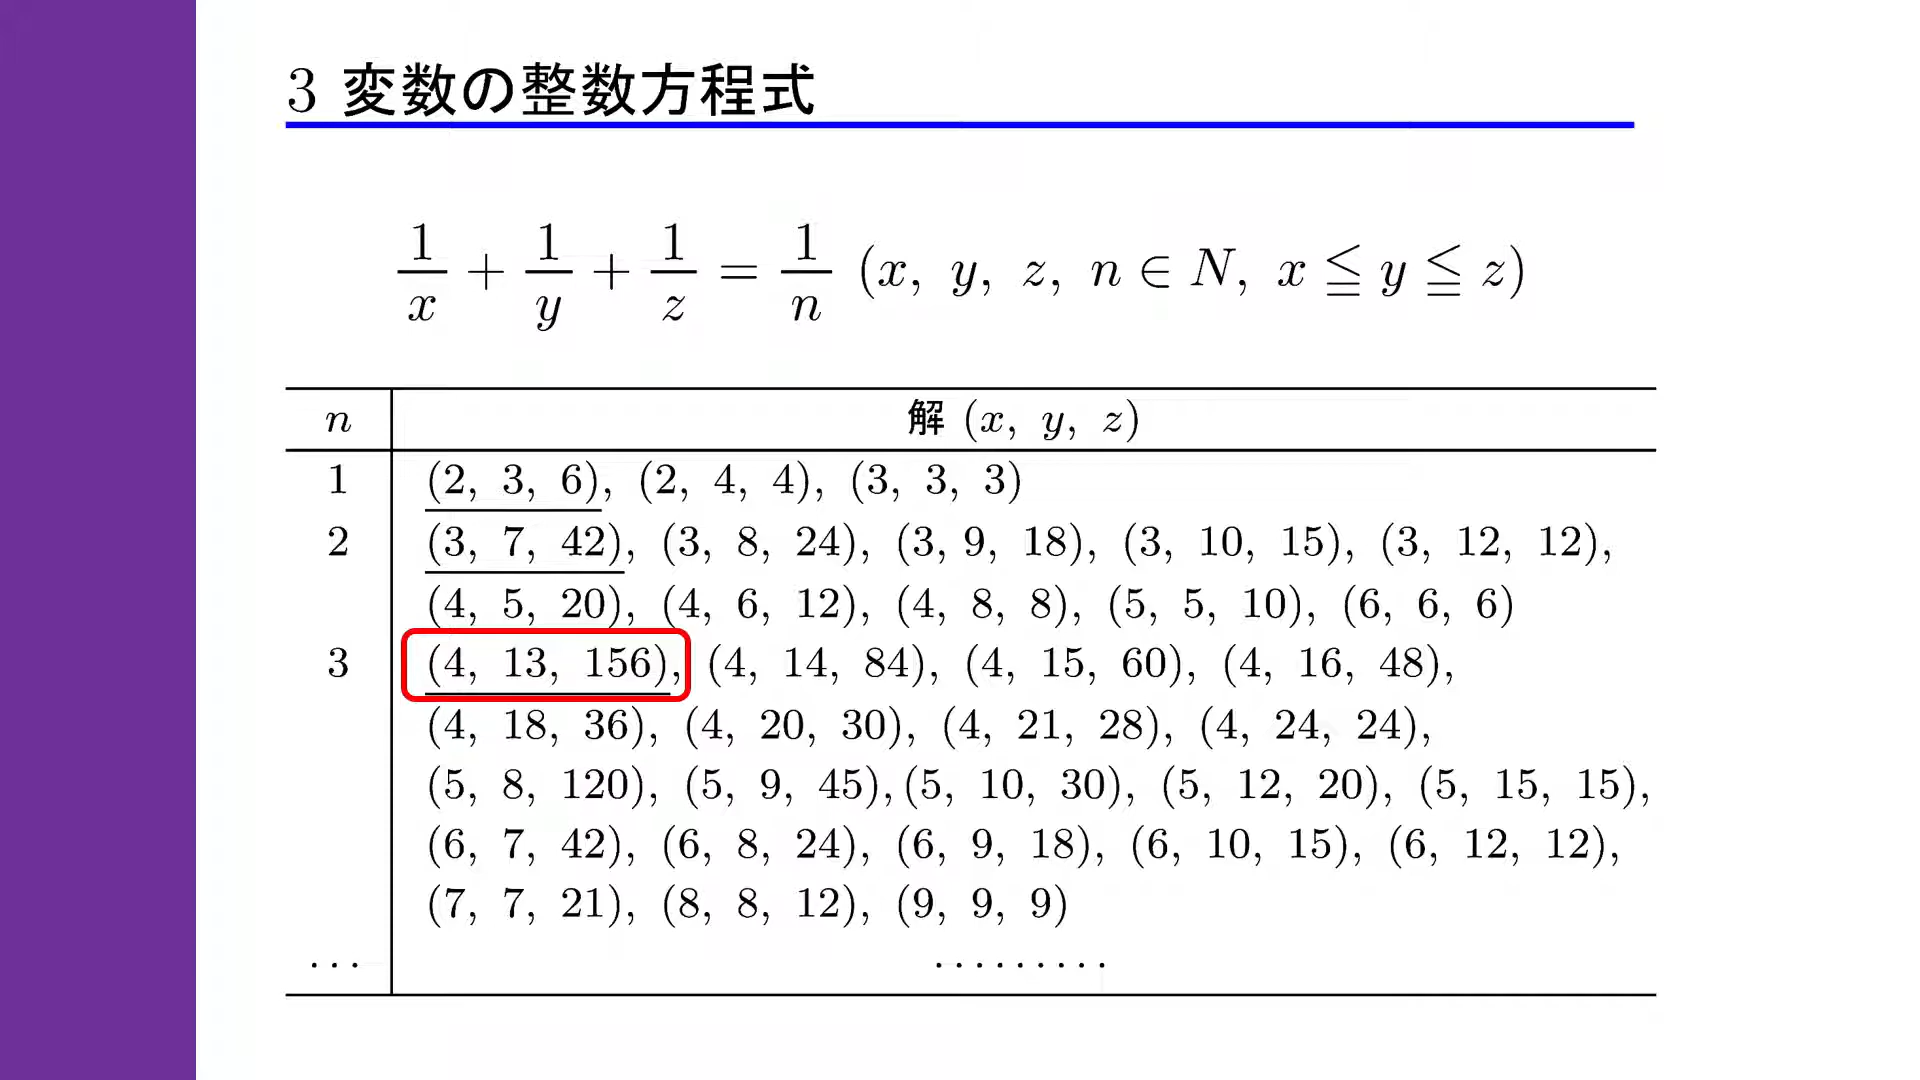 3 変数の整数方程式
1/x + 1/y + 1/z = 1/n (x, y, z, n ∈ N, x ≦ y ≦ z)
n 解 (x, y, z)
1 (2, 3, 6), (2, 4, 4), (3, 3, 3)
2 (3, 7, 42), (3, 8, 24), (3, 9, 18), (3, 10, 15), (3, 12, 12),
(4, 5, 20), (4, 6, 12), (4, 8, 8), (5, 5, 10), (6, 6, 6)
3 (4, 13, 156), (4, 14, 84), (4, 15, 60), (4, 16, 48),
(4, 18, 36), (4, 20, 30), (4, 21, 28), (4, 24, 24),
(5, 8, 120), (5, 9, 45), (5, 10, 30), (5, 12, 20), (5, 15, 15),
(6, 7, 42), (6, 8, 24), (6, 9, 18), (6, 10, 15), (6, 12, 12),
(7, 7, 21), (8, 8, 12), (9, 9, 9)
... .........